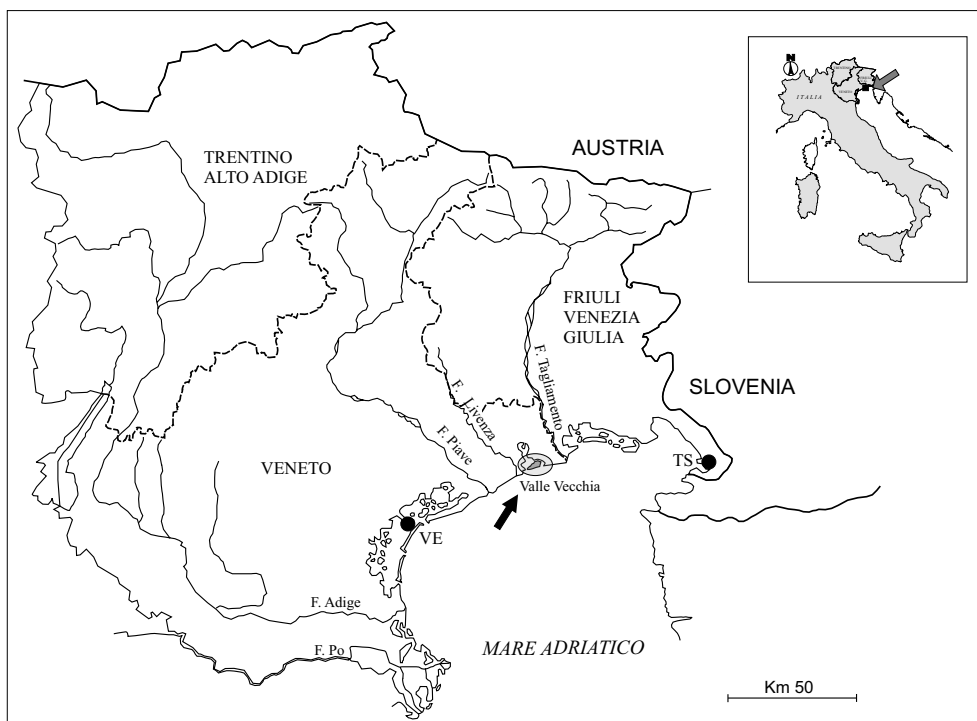 TRENTINO
ALTO ADIGE
AUSTRIA
FRIULI
VENEZIA
GIULIA
F. Tagliamento
F. Livenza
F. Piave
SLOVENIA
VENETO
TS
Valle Vecchia
VE
F. Adige
F. Po
MARE ADRIATICO
Km 50
N
ITALIA
VENETO